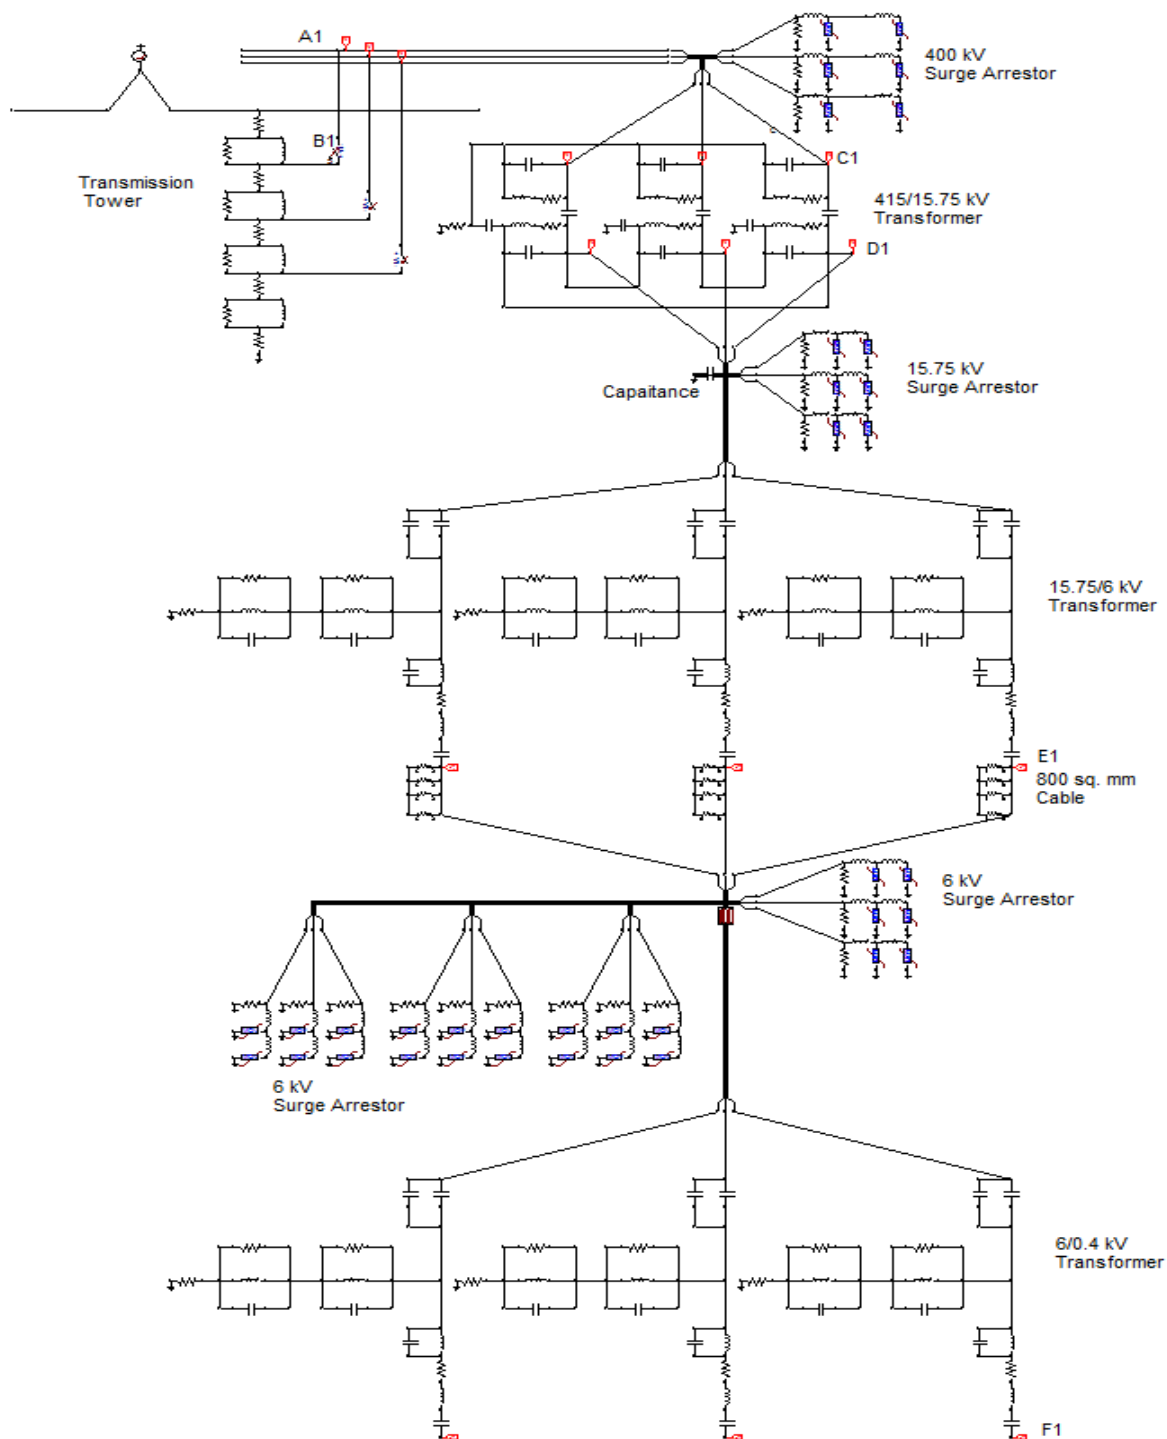 A1
400 kV
Surge Arrestor
B1
Transmission
Tower
C1
415/15.75 kV
Transformer
D1
15.75 kV
Surge Arrestor
Capaitance
15.75/6 kV
Transformer
E1
800 sq. mm
Cable
6 kV
Surge Arrestor
6 kV
Surge Arrestor
6/0.4 kV
Transformer
F1